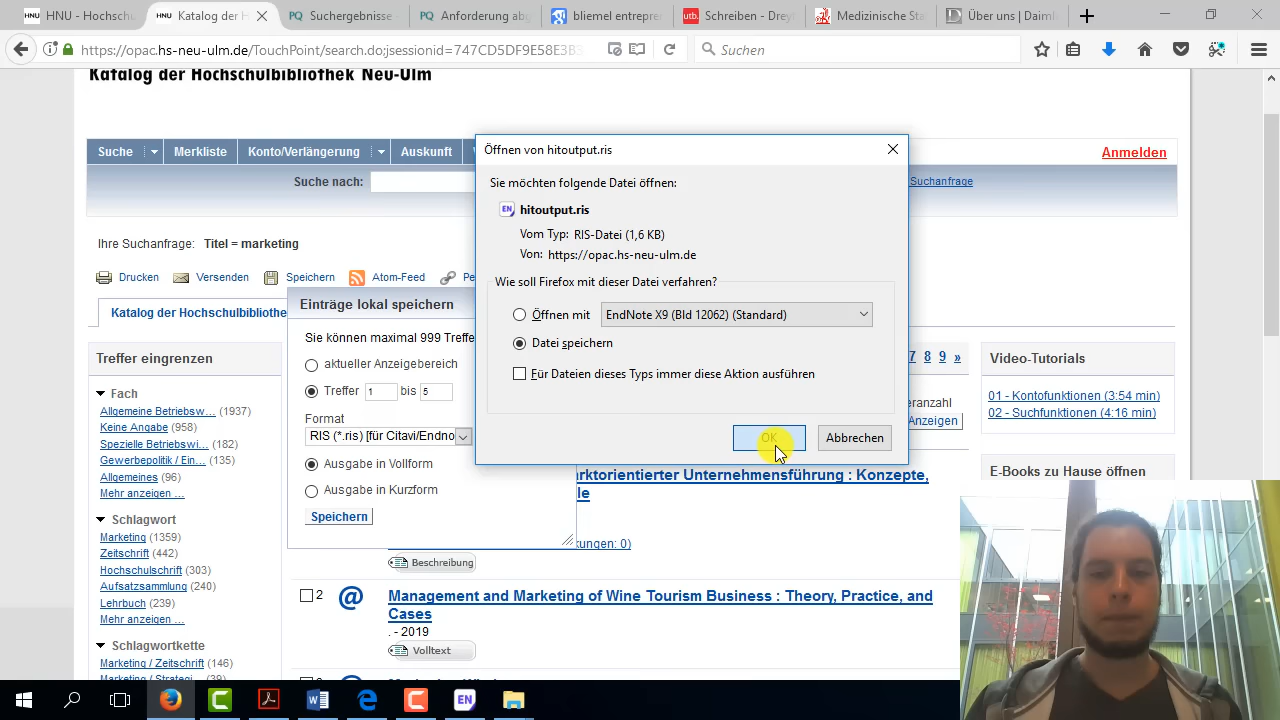 HNU - Hochschu
Katalog der H
Suchergebnisse -
Anforderung abg
bliemel entrepre
Schreiben - Druc
Medizinische Sta
Über uns | Daiml
https://opac.hs-neu-ulm.de/TouchPoint/search.do;jsessionid=747CD5DF9E58E3B
Suchen
Katalog der Hochschulbibliothek Neu-Ulm
Suche
Merkliste
Konto/Verlängerung
Auskunft
Anmelden
Suche nach:
Suchanfrage
Ihre Suchanfrage: Titel = marketing
Drucken
Versenden
Speichern
Atom-Feed
Pe
Katalog der Hochschulbibliothe
Treffer eingrenzen
Fach
Allgemeine Betriebsw... (1937)
Keine Angabe (958)
Spezielle Betriebswi... (182)
Gewerbepolitik / Ein... (135)
Allgemeines (96)
Mehr anzeigen ...
Schlagwort
Marketing (1359)
Zeitschrift (442)
Hochschulschrift (303)
Aufsatzsammlung (240)
Lehrbuch (239)
Mehr anzeigen ...
Schlagwortkette
Marketing / Zeitschrift (146)
Einträge lokal speichern
Sie können maximal 999 Treffe
aktueller Anzeigebereich
Treffer 1 bis 5
Format
RIS (*.ris) [für Citavi/Endno
Ausgabe in Vollform
Ausgabe in Kurzform
Speichern
Öffnen von hitoutput.ris
Sie möchten folgende Datei öffnen:
EN hitoutput.ris
Vom Typ: RIS-Datei (1,6 KB)
Von: https://opac.hs-neu-ulm.de
Wie soll Firefox mit dieser Datei verfahren?
Öffnen mit EndNote X9 (Bld 12062) (Standard)
Datei speichern
Für Dateien dieses Typs immer diese Aktion ausführen
OK
Abbrechen
7 8 9 »
eranzahl
Anzeigen
rktorientierter Unternehmensführung : Konzepte,
le
kungen: 0)
Beschreibung
2
Management and Marketing of Wine Tourism Business : Theory, Practice, and
Cases
. - 2019
Volltext
Video-Tutorials
01 - Kontofunktionen (3:54 min)
02 - Suchfunktionen (4:16 min)
E-Books zu Hause öffnen